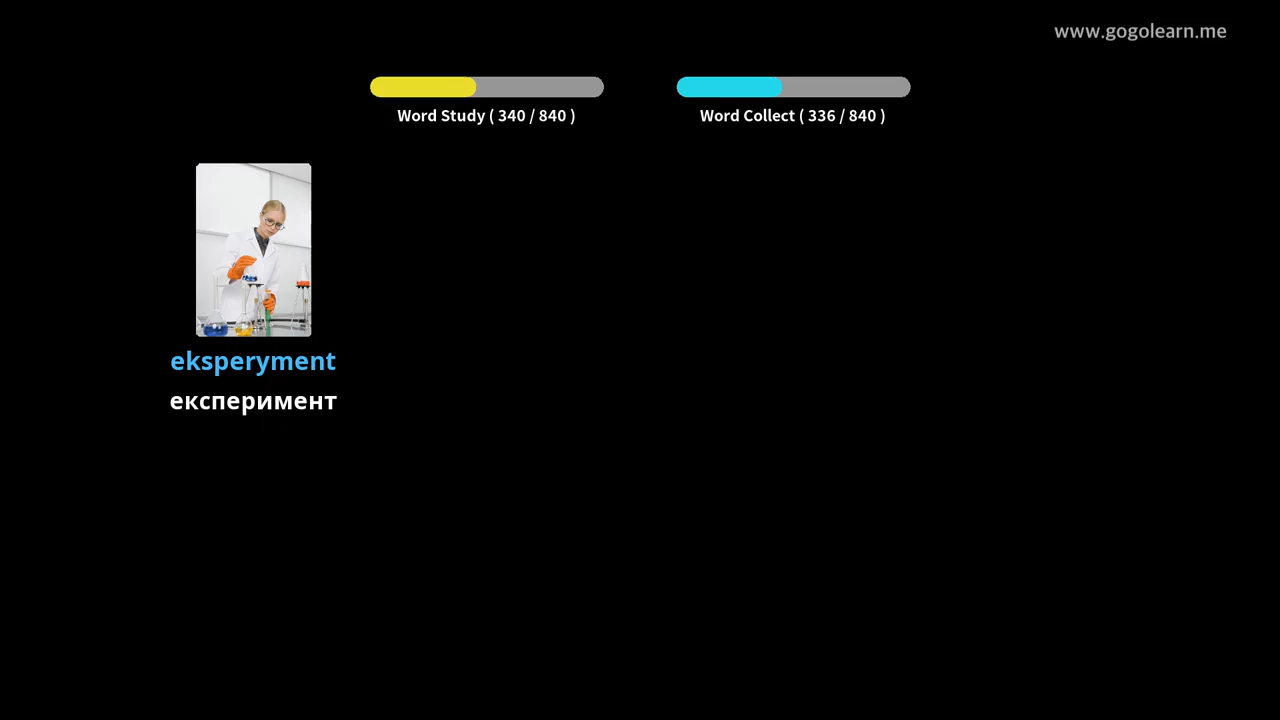 www.gogolearn.me
Word Study ( 340 / 840 )
Word Collect ( 336 / 840 )
eksperyment
експеримент